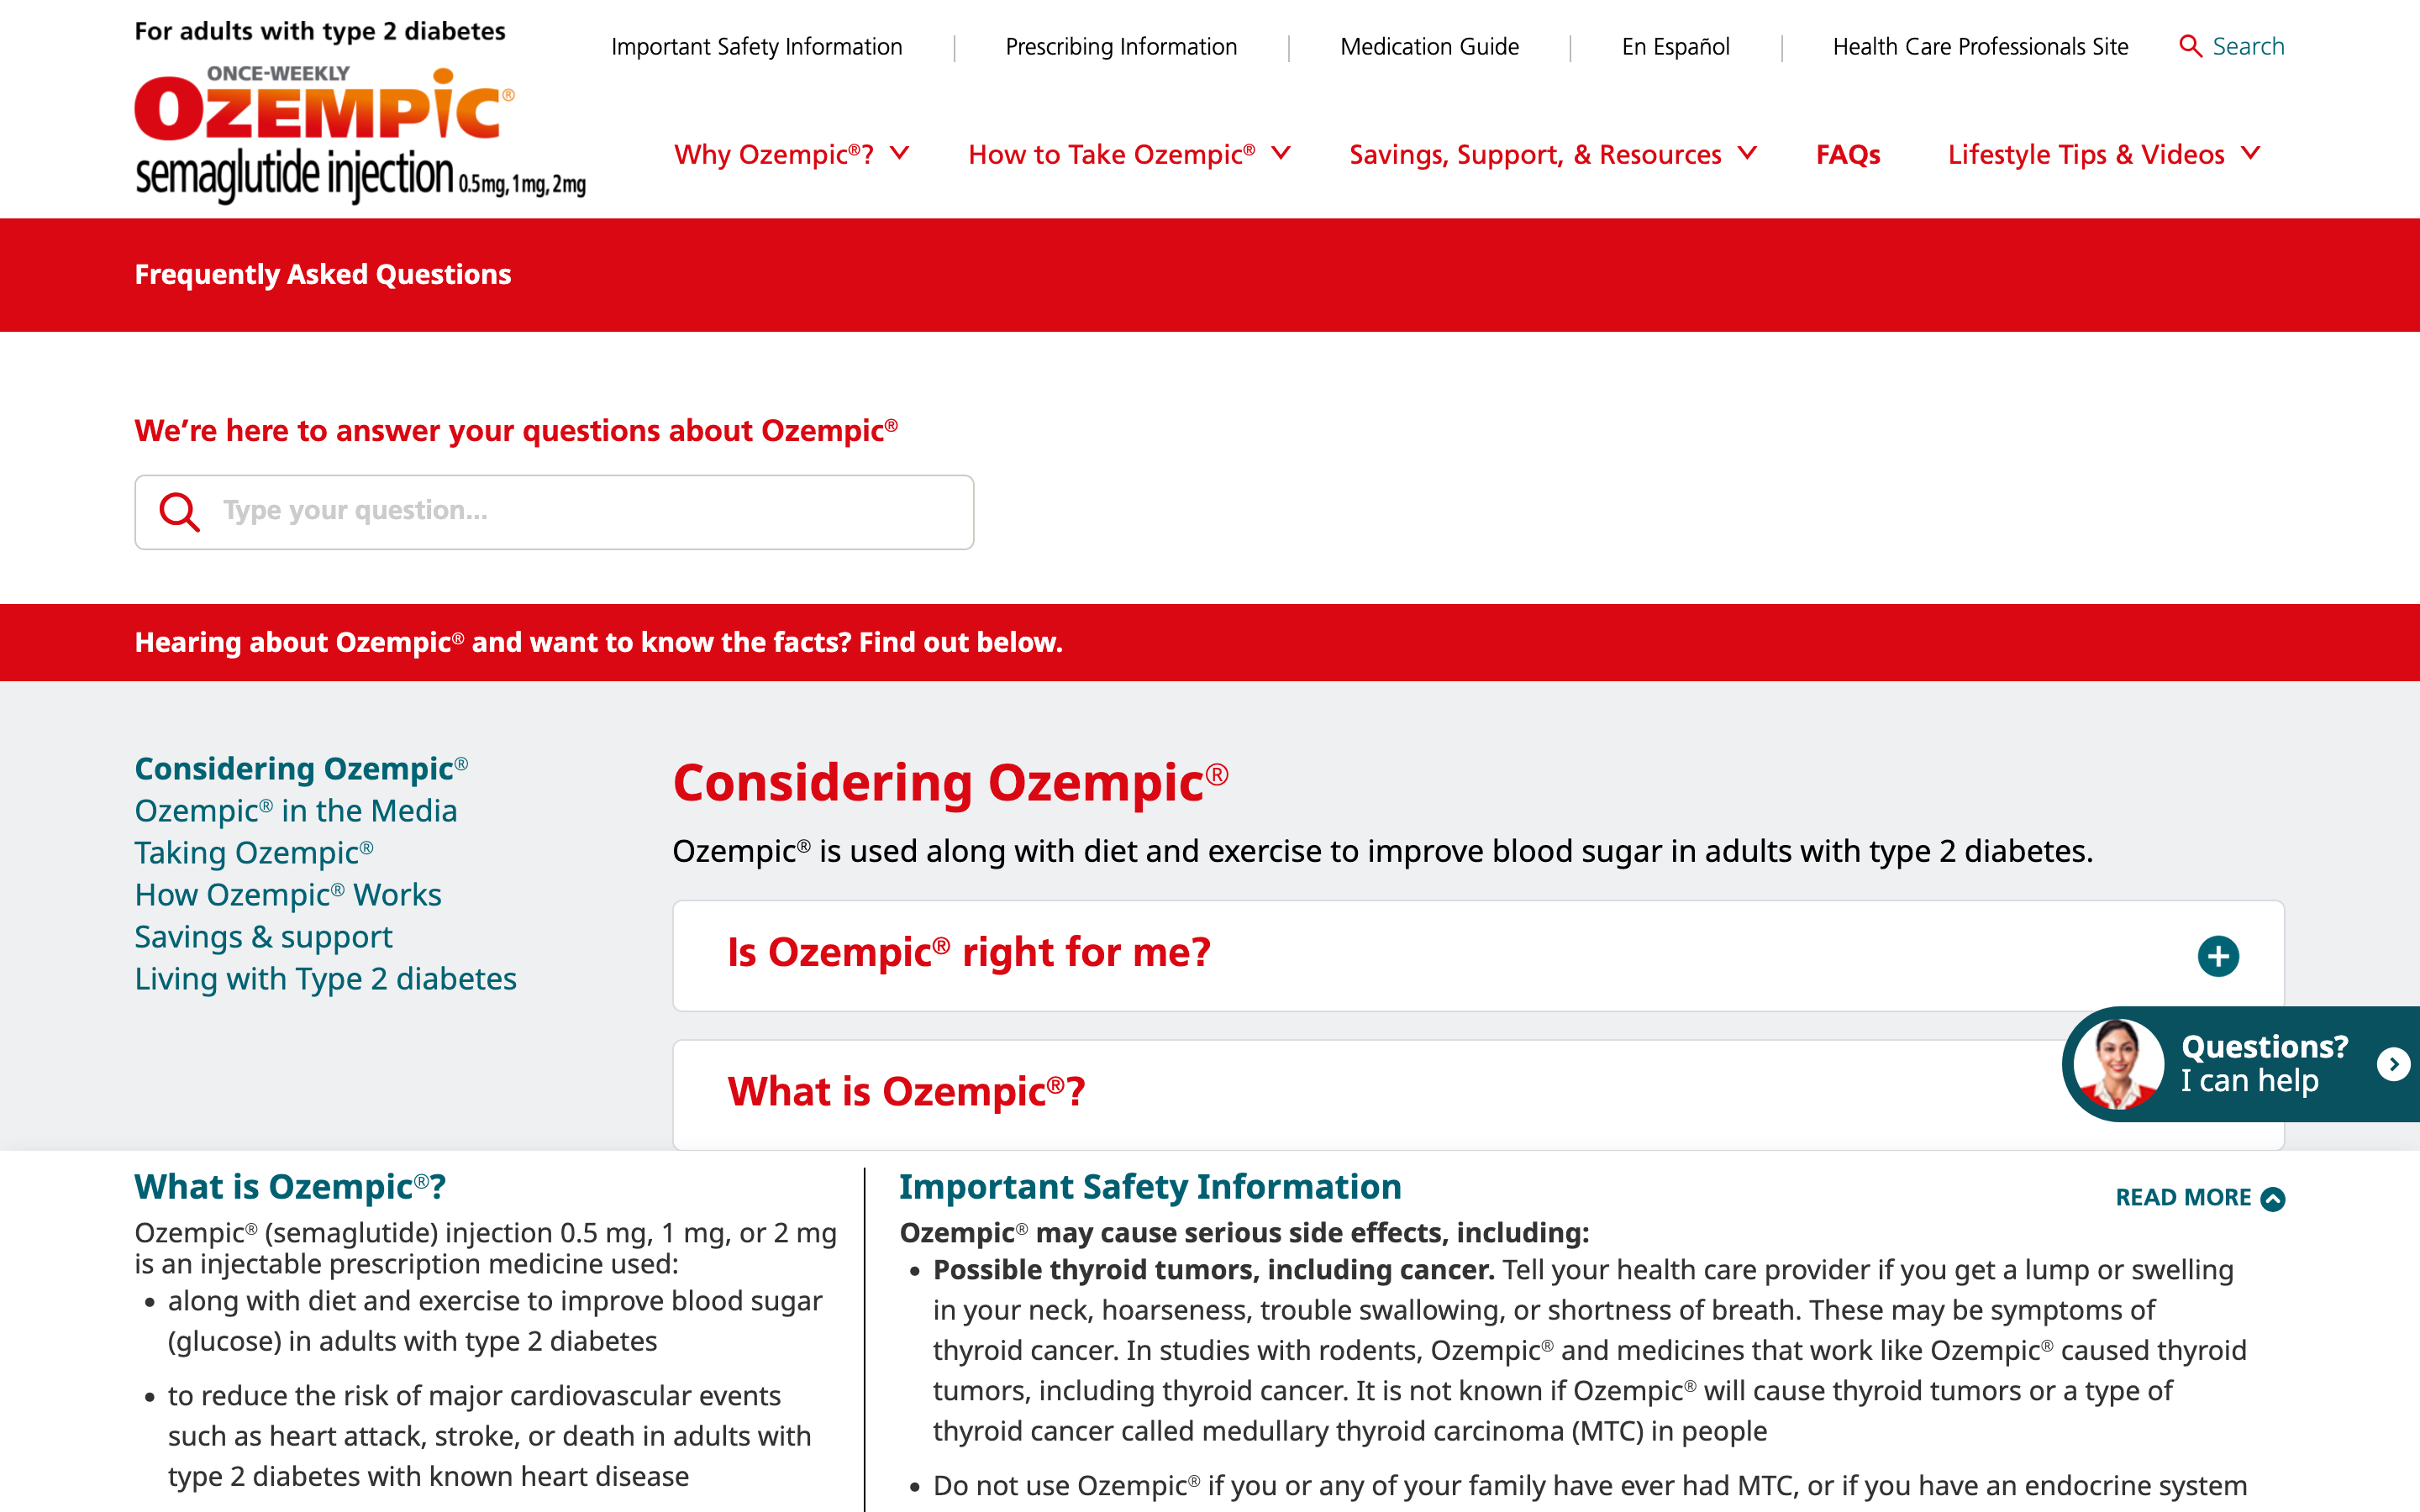 For adults with type 2 diabetes
ONCE-WEEKLY
OZEMPIC®
semaglutide injection 0.5mg, 1mg, 2mg
Important Safety Information
Prescribing Information
Medication Guide
En Español
Health Care Professionals Site
Search
Why Ozempic®?
How to Take Ozempic®
Savings, Support, & Resources
FAQs
Lifestyle Tips & Videos
Frequently Asked Questions
We’re here to answer your questions about Ozempic®
Type your question...
Hearing about Ozempic® and want to know the facts? Find out below.
Considering Ozempic®
Ozempic® in the Media
Taking Ozempic®
How Ozempic® Works
Savings & support
Living with Type 2 diabetes
Considering Ozempic®
Ozempic® is used along with diet and exercise to improve blood sugar in adults with type 2 diabetes.
Is Ozempic® right for me?
What is Ozempic®?
Questions?
I can help
What is Ozempic®?
Ozempic® (semaglutide) injection 0.5 mg, 1 mg, or 2 mg
is an injectable prescription medicine used:
• along with diet and exercise to improve blood sugar
(glucose) in adults with type 2 diabetes
• to reduce the risk of major cardiovascular events
such as heart attack, stroke, or death in adults with
type 2 diabetes with known heart disease
Important Safety Information
READ MORE
Ozempic® may cause serious side effects, including:
• Possible thyroid tumors, including cancer. Tell your health care provider if you get a lump or swelling
in your neck, hoarseness, trouble swallowing, or shortness of breath. These may be symptoms of
thyroid cancer. In studies with rodents, Ozempic® and medicines that work like Ozempic® caused thyroid
tumors, including thyroid cancer. It is not known if Ozempic® will cause thyroid tumors or a type of
thyroid cancer called medullary thyroid carcinoma (MTC) in people
• Do not use Ozempic® if you or any of your family have ever had MTC, or if you have an endocrine system